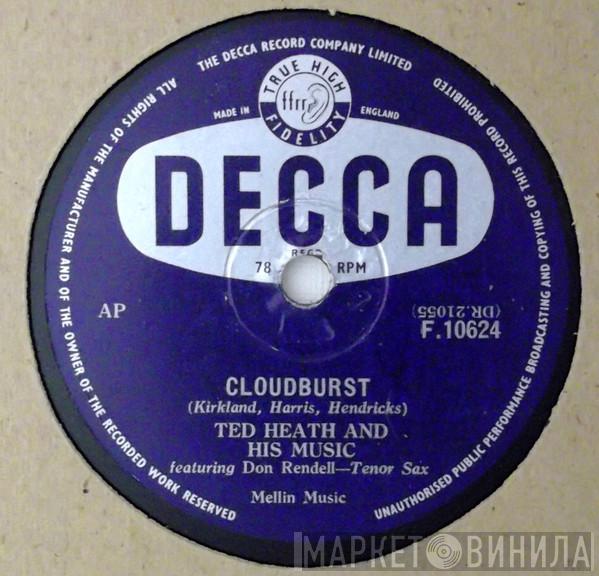 THE DECCA RECORD COMPANY LIMITED
ALL RIGHTS OF THE MANUFACTURER AND OF THE OWNER OF THE RECORDED WORK RESERVED
UNAUTHORISED PUBLIC PERFORMANCE BROADCASTING AND COPYING OF THIS RECORD PROHIBITED
TRUE HIGH
ffrr
FIDELITY
MADE IN
ENGLAND
DECCA
REGD
78 RPM
AP
(DR.21055)
F.10624
CLOUDBURST
(Kirkland, Harris, Hendricks)
TED HEATH AND
HIS MUSIC
featuring Don Rendell—Tenor Sax
Mellin Music
МАРКЕТ ВИНИЛА